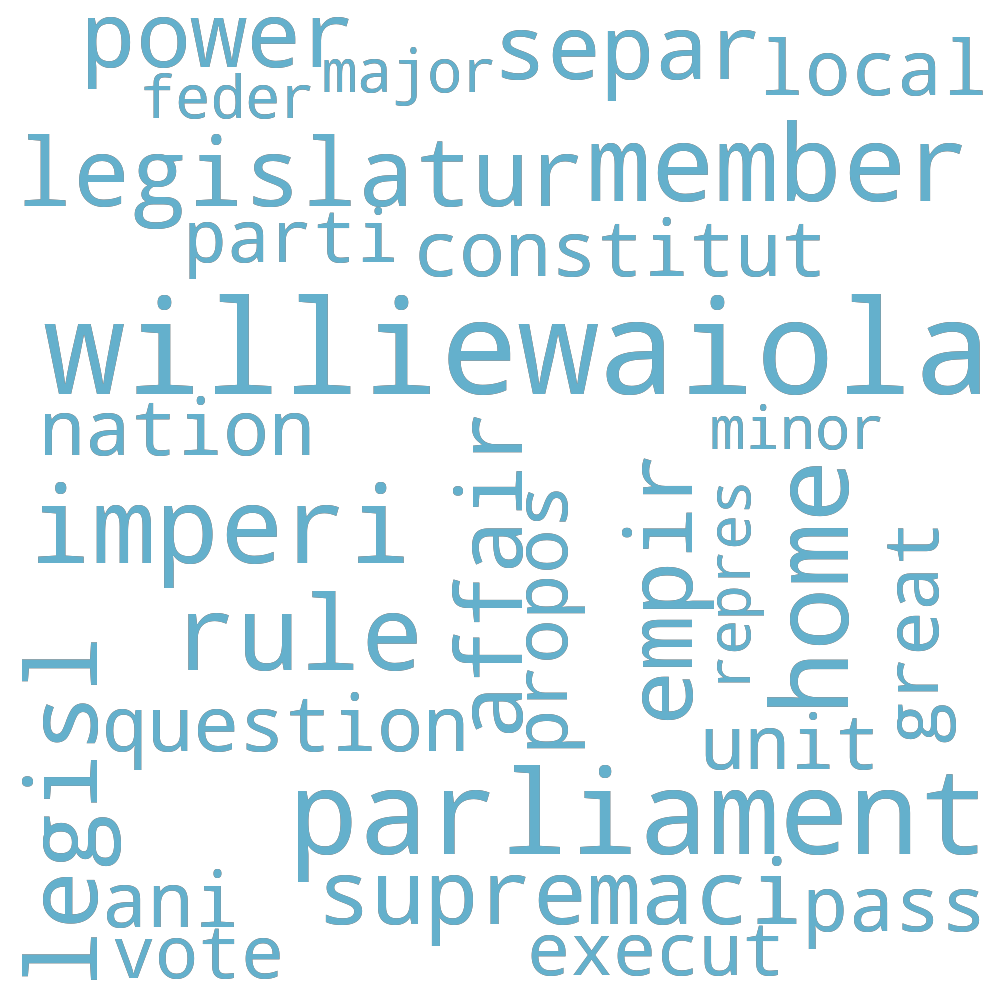 power
major
separ
local
feder
legislatur
member
parti
constitut
williewaiola
nation
minor
affair
imperi
propos
empir
repres
home
great
rule
legisl
question
unit
parliament
ani
supremaci
pass
vote
execut